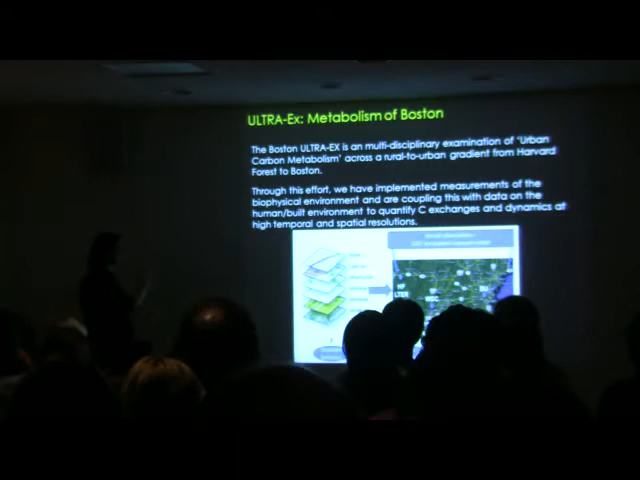 ULTRA-Ex: Metabolism of Boston
The Boston ULTRA-EX is an multi-disciplinary examination of 'Urban
Carbon Metabolism' across a rural-to-urban gradient from Harvard
Forest to Boston.
Through this effort, we have implemented measurements of the
biophysical environment and are coupling this with data on the
human/built environment to quantify C exchanges and dynamics at
high temporal and spatial resolutions.
HF
LTER
BU